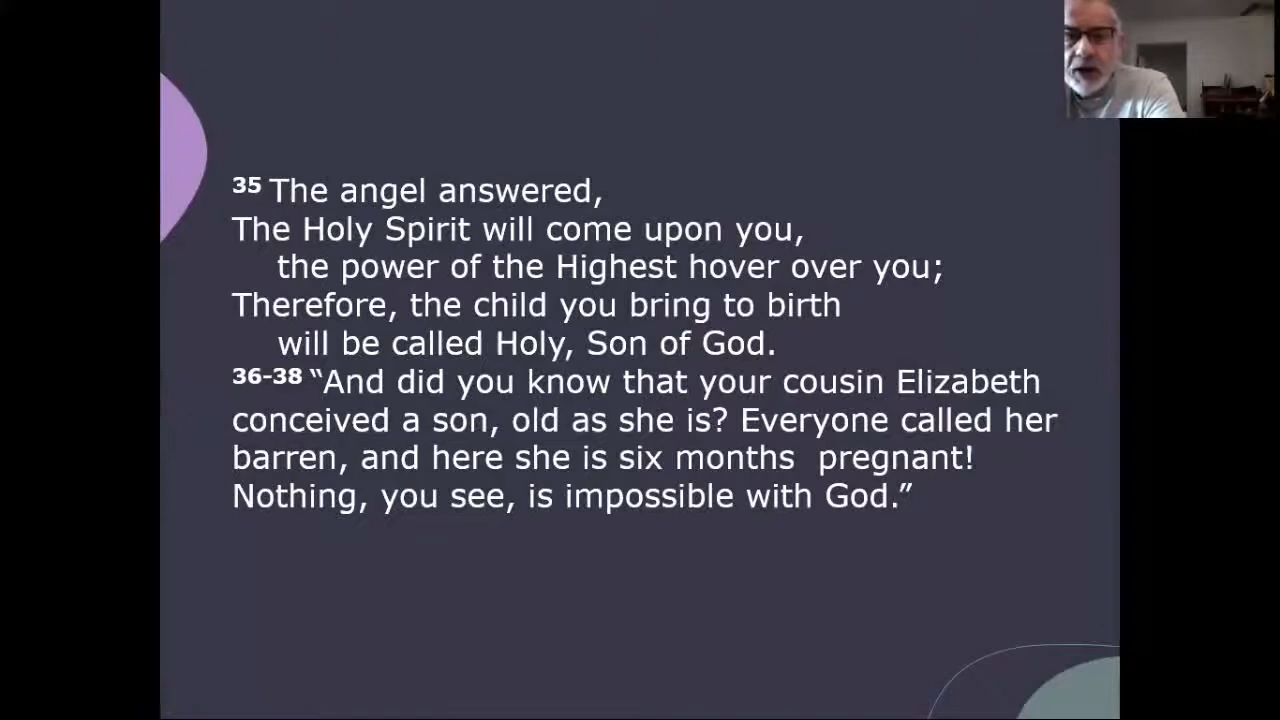 35 The angel answered,
The Holy Spirit will come upon you,
the power of the Highest hover over you;
Therefore, the child you bring to birth
will be called Holy, Son of God.
36-38 “And did you know that your cousin Elizabeth
conceived a son, old as she is? Everyone called her
barren, and here she is six months  pregnant!
Nothing, you see, is impossible with God.”